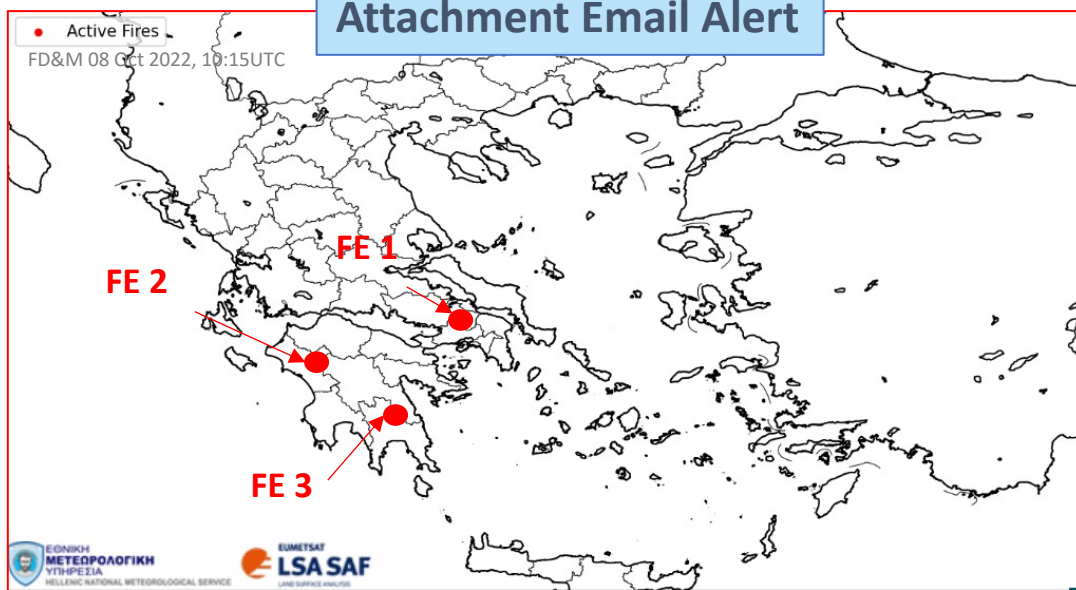 Attachment Email Alert
Active Fires
FD&M 08 Oct 2022, 10:15UTC
FE 1
FE 2
FE 3
ΕΘΝΙΚΗ
ΜΕΤΕΩΡΟΛΟΓΙΚΗ
ΥΠΗΡΕΣΙΑ
HELLENIC NATIONAL METEOROLOGICAL SERVICE
EUMETSAT
LSA SAF
LAND SURFACE ANALYSIS